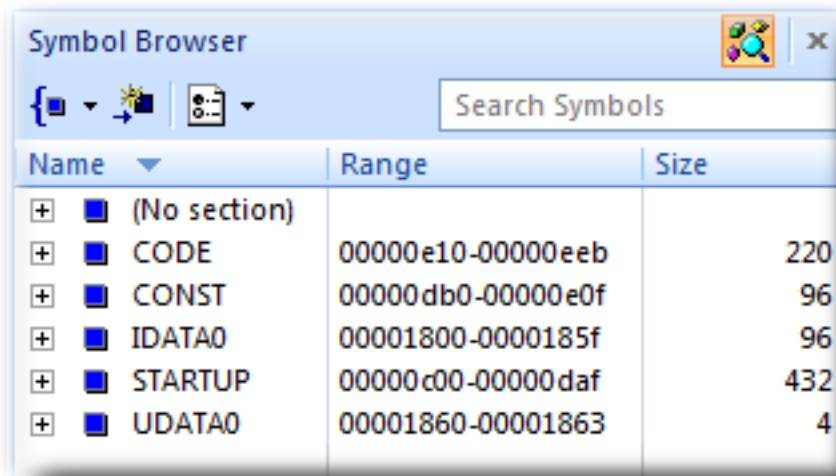 Symbol Browser
Search Symbols
Name Range Size
(No section)
CODE 00000e10-00000eeb 220
CONST 00000db0-00000e0f 96
IDATA0 00001800-0000185f 96
STARTUP 00000c00-00000daf 432
UDATA0 00001860-00001863 4